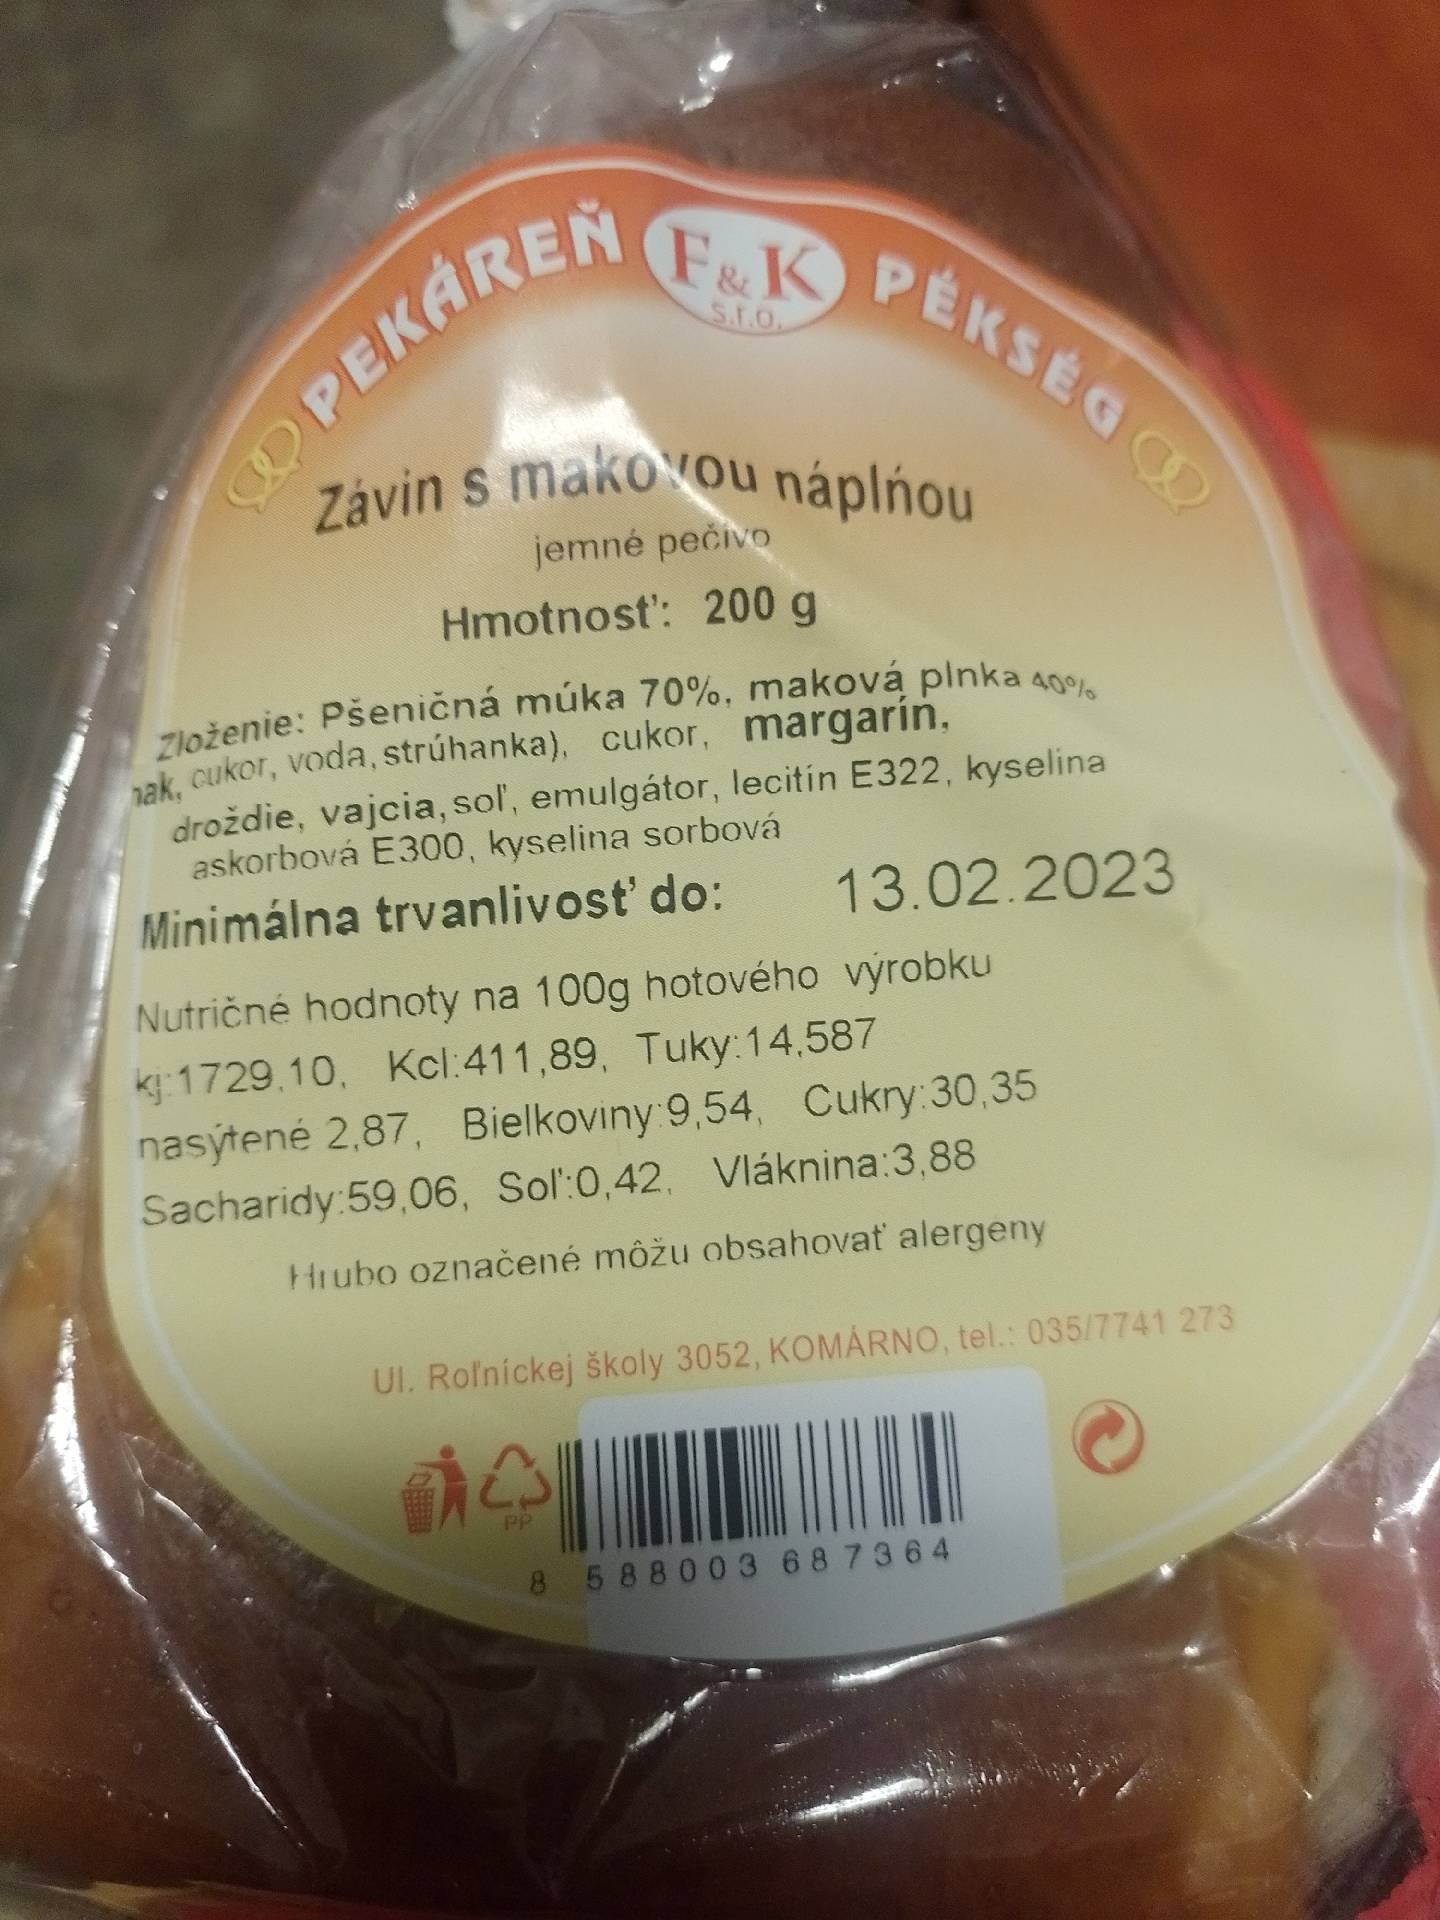 PEKÁREŇ F&K s.r.o. PÉKSÉG
Závin s makovou náplňou
jemné pečivo
Hmotnosť: 200 g
Zloženie: Pšeničná múka 70%, maková plnka 40%
cukor, voda, strúhanka), cukor, margarín,
droždie, vajcia, soľ, emulgátor, lecitín E322, kyselina
askorbová E300, kyselina sorbová
Minimálna trvanlivosť do: 13.02.2023
Nutričné hodnoty na 100g hotového výrobku
kj:1729,10, Kcl:411,89, Tuky:14,587
nasýtené 2,87, Bielkoviny:9,54, Cukry:30,35
Sacharidy:59,06, Soľ:0,42, Vláknina:3,88
Hrubo označené môžu obsahovať alergény
Ul. Roľníckej školy 3052, KOMÁRNO, tel.: 035/7741 273
PP
8 588003 687364